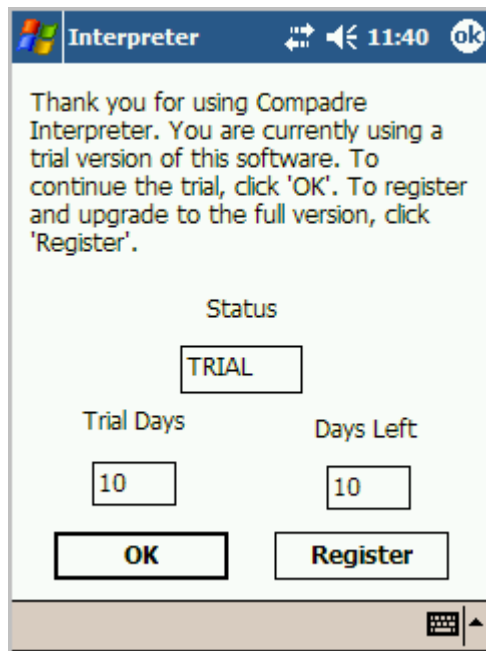 Interpreter 11:40 ok
Thank you for using Compadre
Interpreter. You are currently using a
trial version of this software. To
continue the trial, click 'OK'. To register
and upgrade to the full version, click
'Register'.
Status
TRIAL
Trial Days Days Left
10 10
OK Register